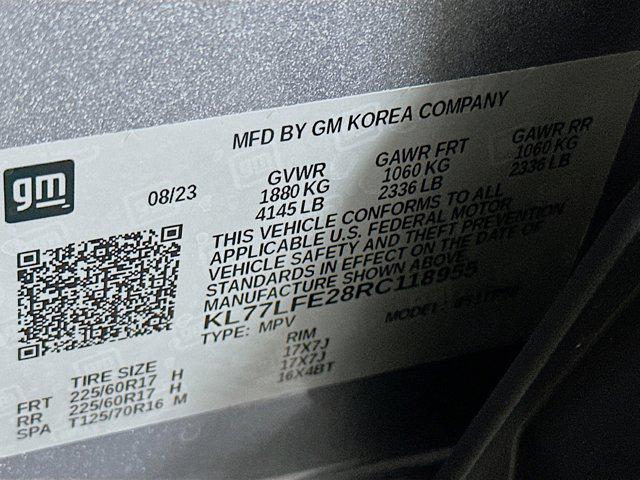 MFD BY GM KOREA COMPANY
gm
08/23
GVWR GAWR FRT GAWR RR
1880 KG 1060 KG 1060 KG
4145 LB 2336 LB 2336 LB
THIS VEHICLE CONFORMS TO ALL
APPLICABLE U.S. FEDERAL MOTOR
VEHICLE SAFETY AND THEFT PREVENTION
STANDARDS IN EFFECT ON THE DATE OF
MANUFACTURE SHOWN ABOVE.
KL77LFE28RC118955
TYPE: MPV MODEL:
TIRE SIZE RIM
FRT 225/60R17 H 17X7J
RR 225/60R17 H 17X7J
SPA T125/70R16 M 16X4BT